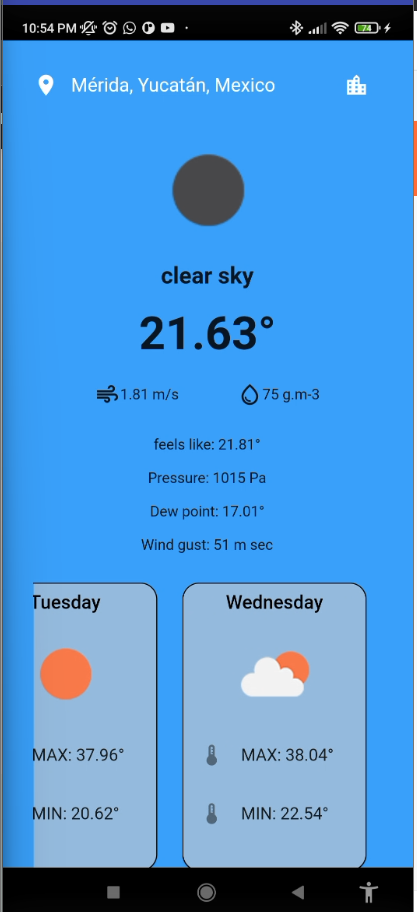 10:54 PM 74
Mérida, Yucatán, Mexico
clear sky
21.63°
1.81 m/s 75 g.m-3
feels like: 21.81°
Pressure: 1015 Pa
Dew point: 17.01°
Wind gust: 51 m sec
Tuesday
MAX: 37.96°
MIN: 20.62°
Wednesday
MAX: 38.04°
MIN: 22.54°